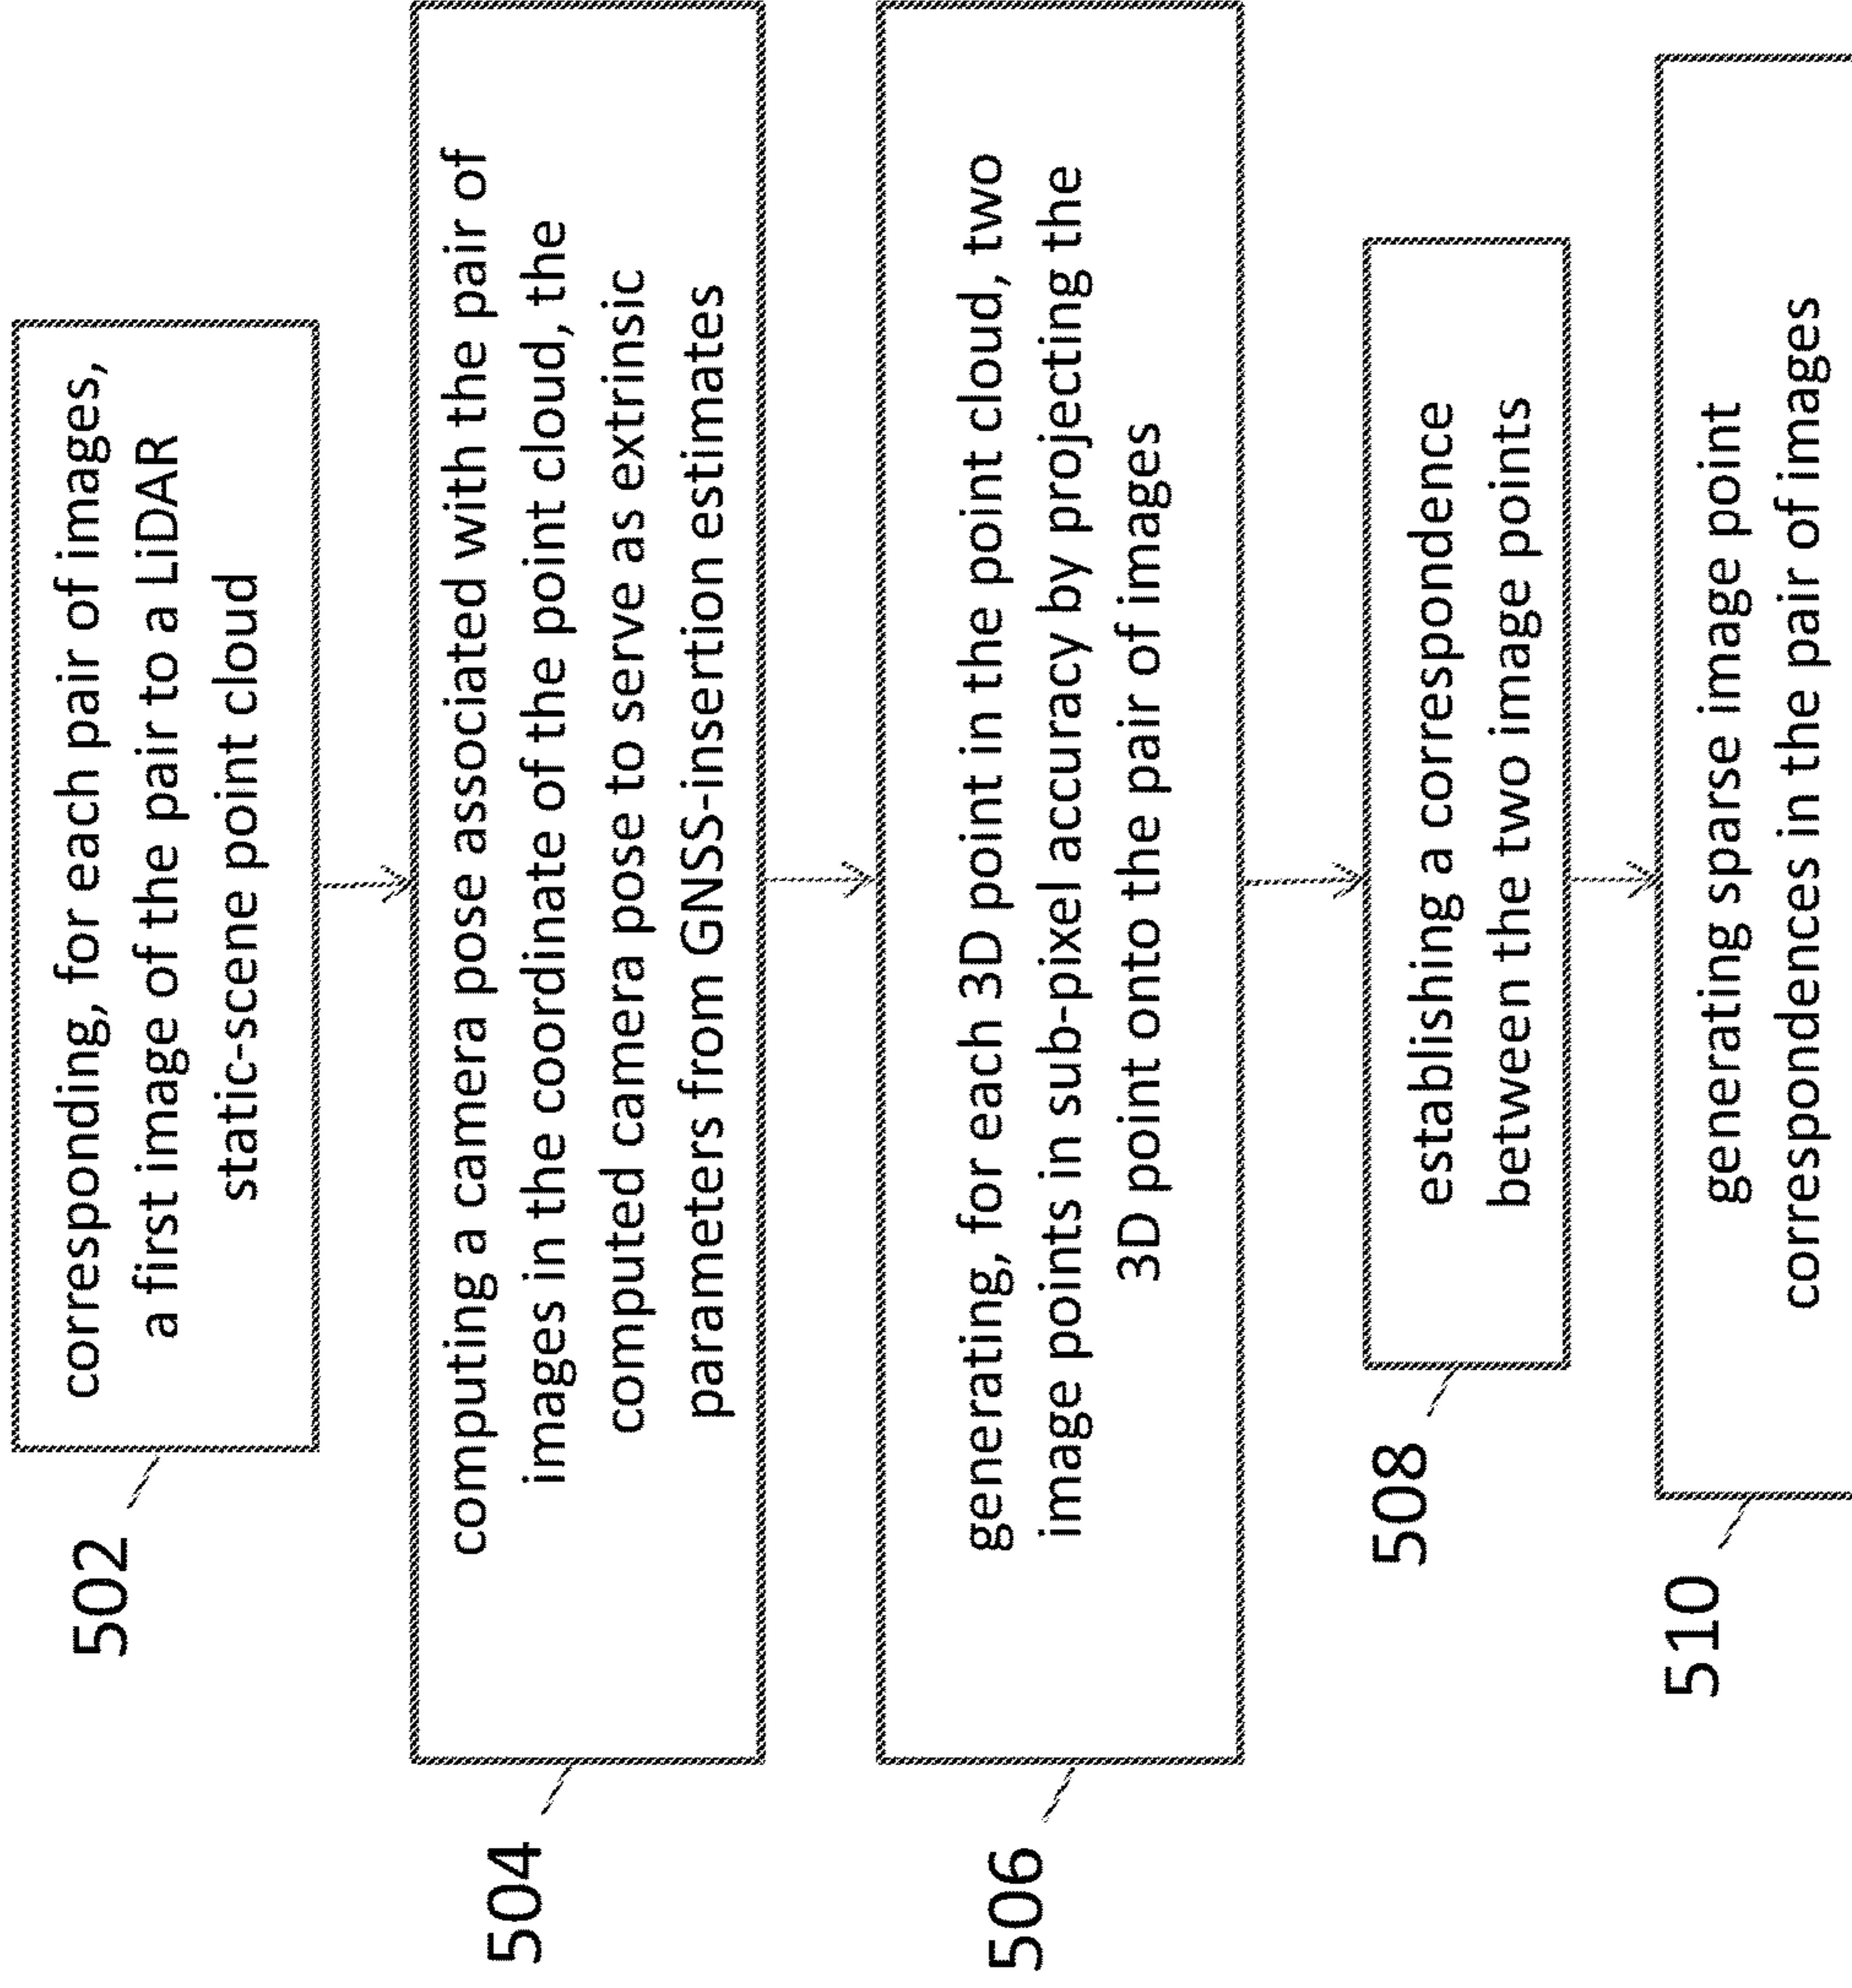 502
corresponding, for each pair of images,
a first image of the pair to a LiDAR
static-scene point cloud
504
computing a camera pose associated with the pair of
images in the coordinate of the point cloud, the
computed camera pose to serve as extrinsic
parameters from GNSS-insertion estimates
506
generating, for each 3D point in the point cloud, two
image points in sub-pixel accuracy by projecting the
3D point onto the pair of images
508
establishing a correspondence
between the two image points
510
generating sparse image point
correspondences in the pair of images